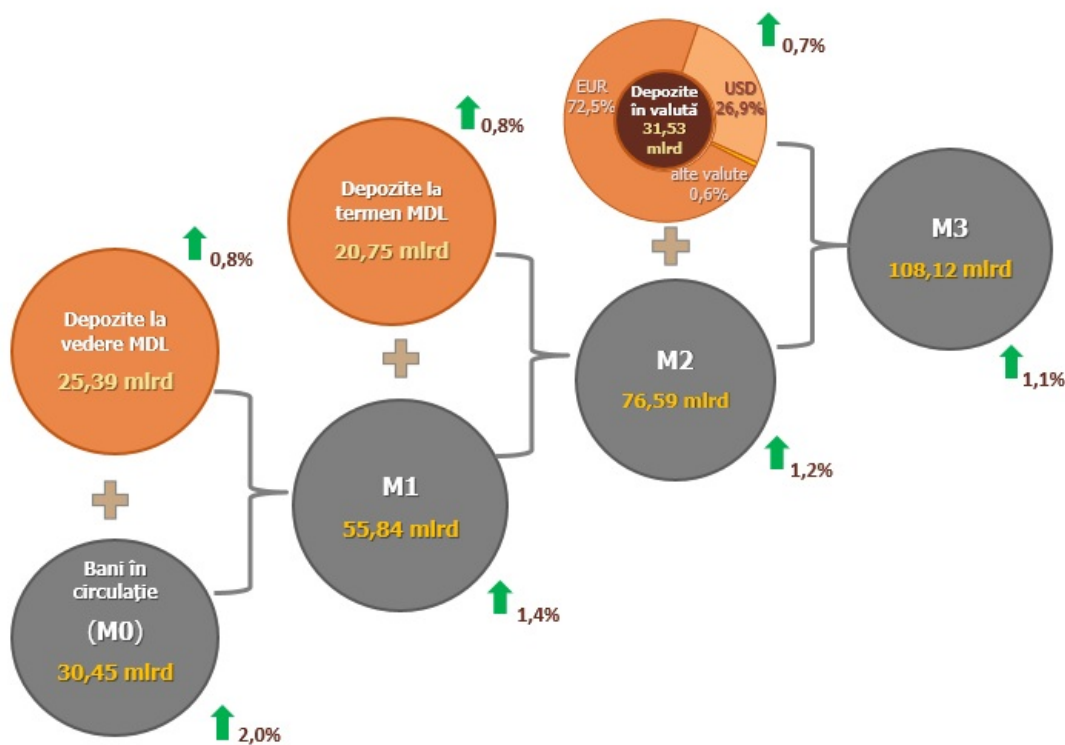 Depozite la
vedere MDL
25,39 mlrd
0,8%
Bani în
circulație
(M0)
30,45 mlrd
2,0%
Depozite la
termen MDL
20,75 mlrd
0,8%
M1
55,84 mlrd
1,4%
EUR
72,5%
USD
26,9%
alte valute
0,6%
Depozite
în valută
31,53
mlrd
0,7%
M2
76,59 mlrd
1,2%
M3
108,12 mlrd
1,1%